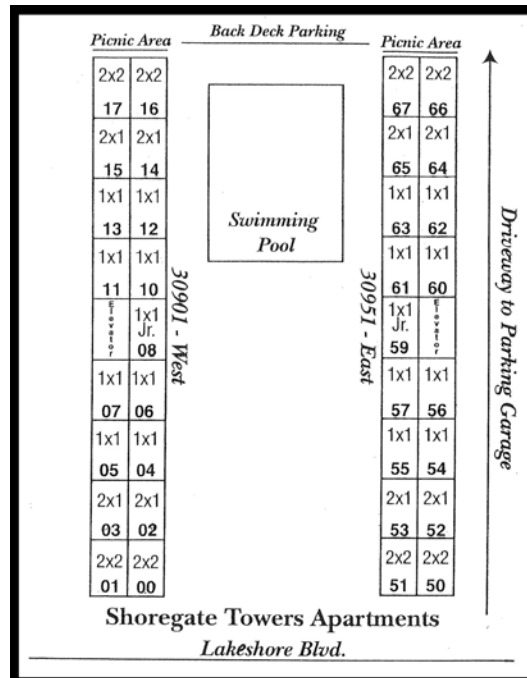 Back Deck Parking
Picnic Area
Picnic Area
2x2 2x2
17 16
2x1 2x1
15 14
1x1 1x1
13 12
1x1 1x1
11 10
Elevator
1x1
Jr.
08
1x1 1x1
07 06
1x1 1x1
05 04
2x1 2x1
03 02
2x2 2x2
01 00
30901 - West
Swimming
Pool
30951 - East
2x2 2x2
67 66
2x1 2x1
65 64
1x1 1x1
63 62
1x1 1x1
61 60
1x1
Jr.
59
Elevator
1x1 1x1
57 56
1x1 1x1
55 54
2x1 2x1
53 52
2x2 2x2
51 50
Driveway to Parking Garage
Shoregate Towers Apartments
Lakeshore Blvd.